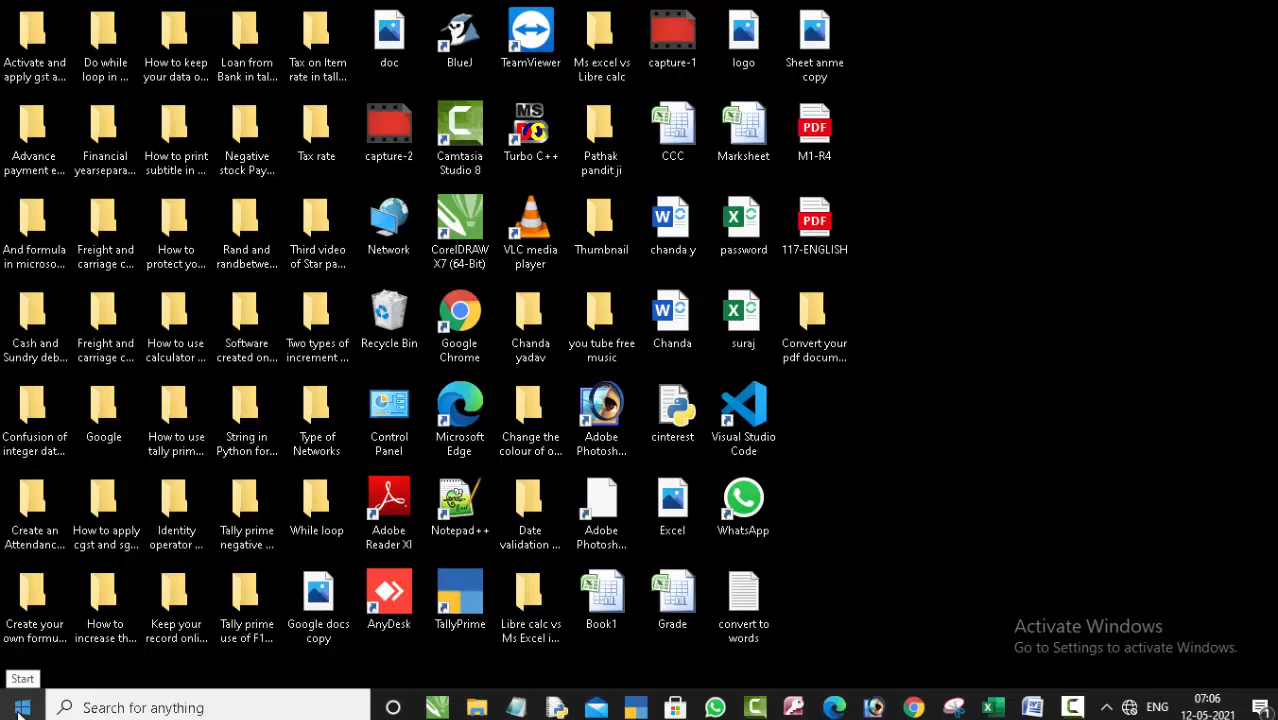 Activate and
apply gst a...
Do while
loop in ...
How to keep
your data o...
Loan from
Bank in tal...
Tax on Item
rate in tall...
doc
BlueJ
TeamViewer
Ms excel vs
Libre calc
capture-1
logo
Sheet anme
copy
Advance
payment e...
Financial
yearsepara...
How to print
subtitle in ...
Negative
stock Pay...
Tax rate
capture-2
Camtasia
Studio 8
MS
Turbo C++
Pathak
pandit ji
CCC
Marksheet
PDF
M1-R4
And formula
in microso...
Freight and
carriage c...
How to
protect yo...
Rand and
randbetwe...
Third video
of Star pa...
Network
CorelDRAW
X7 (64-Bit)
VLC media
player
Thumbnail
chanda y
password
PDF
117-ENGLISH
Cash and
Sundry deb...
Freight and
carriage c...
How to use
calculator ...
Software
created on...
Two types of
increment ...
Recycle Bin
Google
Chrome
Chanda
yadav
you tube free
music
Chanda
suraj
Convert your
pdf docum...
Confusion of
integer dat...
Google
How to use
tally prim...
String in
Python for...
Type of
Networks
Control
Panel
Microsoft
Edge
Change the
colour of o...
Adobe
Photosh...
cinterest
Visual Studio
Code
Create an
Attendanc...
How to apply
cgst and sg...
Identity
operator ...
Tally prime
negative ...
While loop
Adobe
Reader XI
Notepad++
Date
validation ...
Adobe
Photosh...
Excel
WhatsApp
Create your
own formu...
How to
increase th...
Keep your
record onli...
Tally prime
use of F1...
Google docs
copy
AnyDesk
TallyPrime
Libre calc vs
Ms Excel i...
Book1
Grade
convert to
words
Activate Windows
Go to Settings to activate Windows.
Start
Search for anything
ENG
07:06
12-05-2021